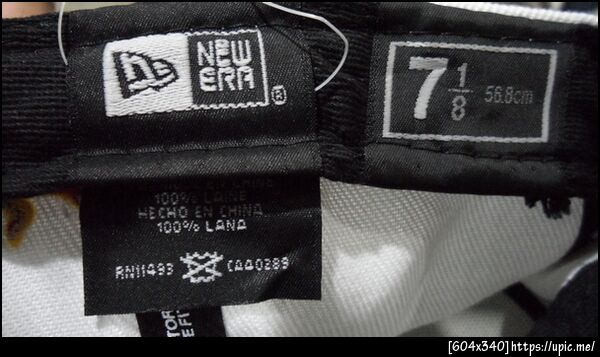 NEW
ERA
®
7 1/8 56.8cm
100% LAINE
HECHO EN CHINA
100% LANA
RN11493 CA40289
[604x340]https://upic.me/